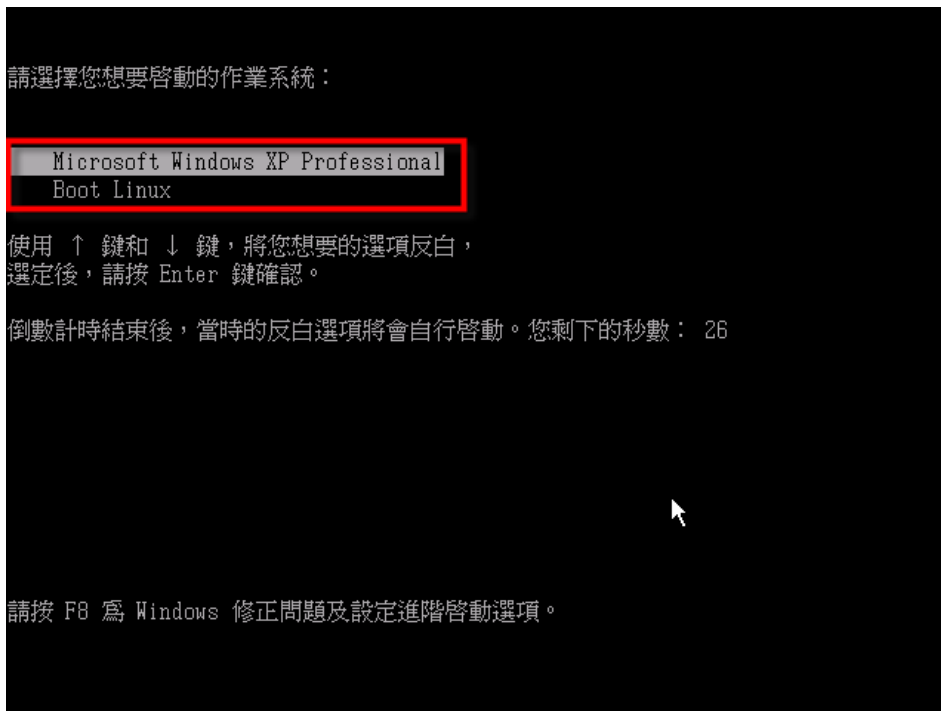 請選擇您想要啓動的作業系統：
Microsoft Windows XP Professional
Boot Linux
使用 ↑ 鍵和 ↓ 鍵，將您想要的選項反白，
選定後，請按 Enter 鍵確認。
倒數計時結束後，當時的反白選項將會自行啓動。您剩下的秒數： 26
請按 F8 爲 Windows 修正問題及設定進階啓動選項。